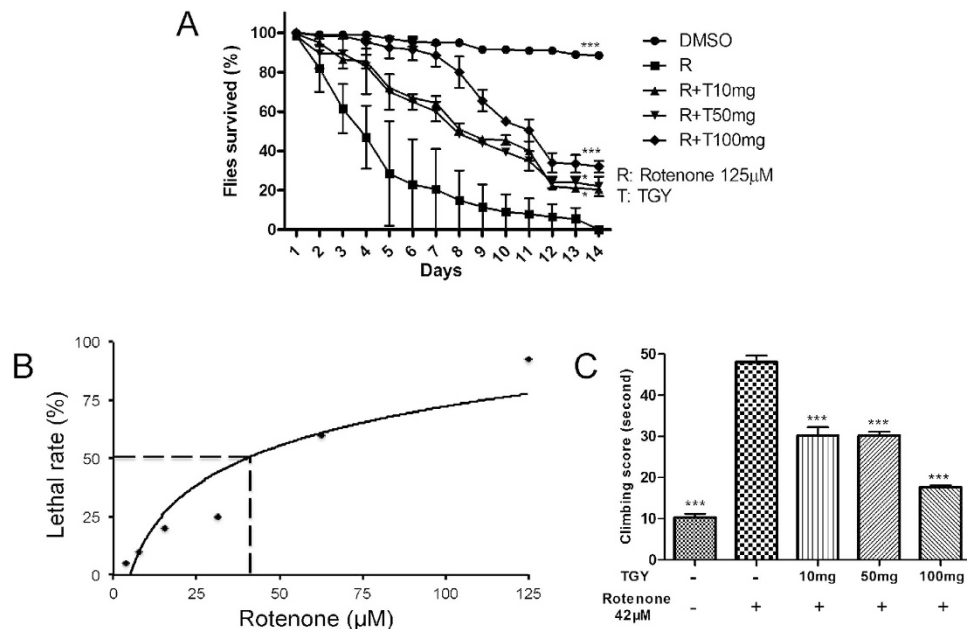 A
Flies survived (%)
100
80
60
40
20
0
1 2 3 4 5 6 7 8 9 10 11 12 13 14
Days
***
***
*
*
DMSO
R
R+T10mg
R+T50mg
R+T100mg
R: Rotenone 125µM
T: TGY
B
Lethal rate (%)
100
75
50
25
0
0 25 50 75 100 125
Rotenone (µM)
C
Climbing score (second)
50
40
30
20
10
0
***
***
***
***
TGY - - 10mg 50mg 100mg
Rotenone - + + + +
42µM